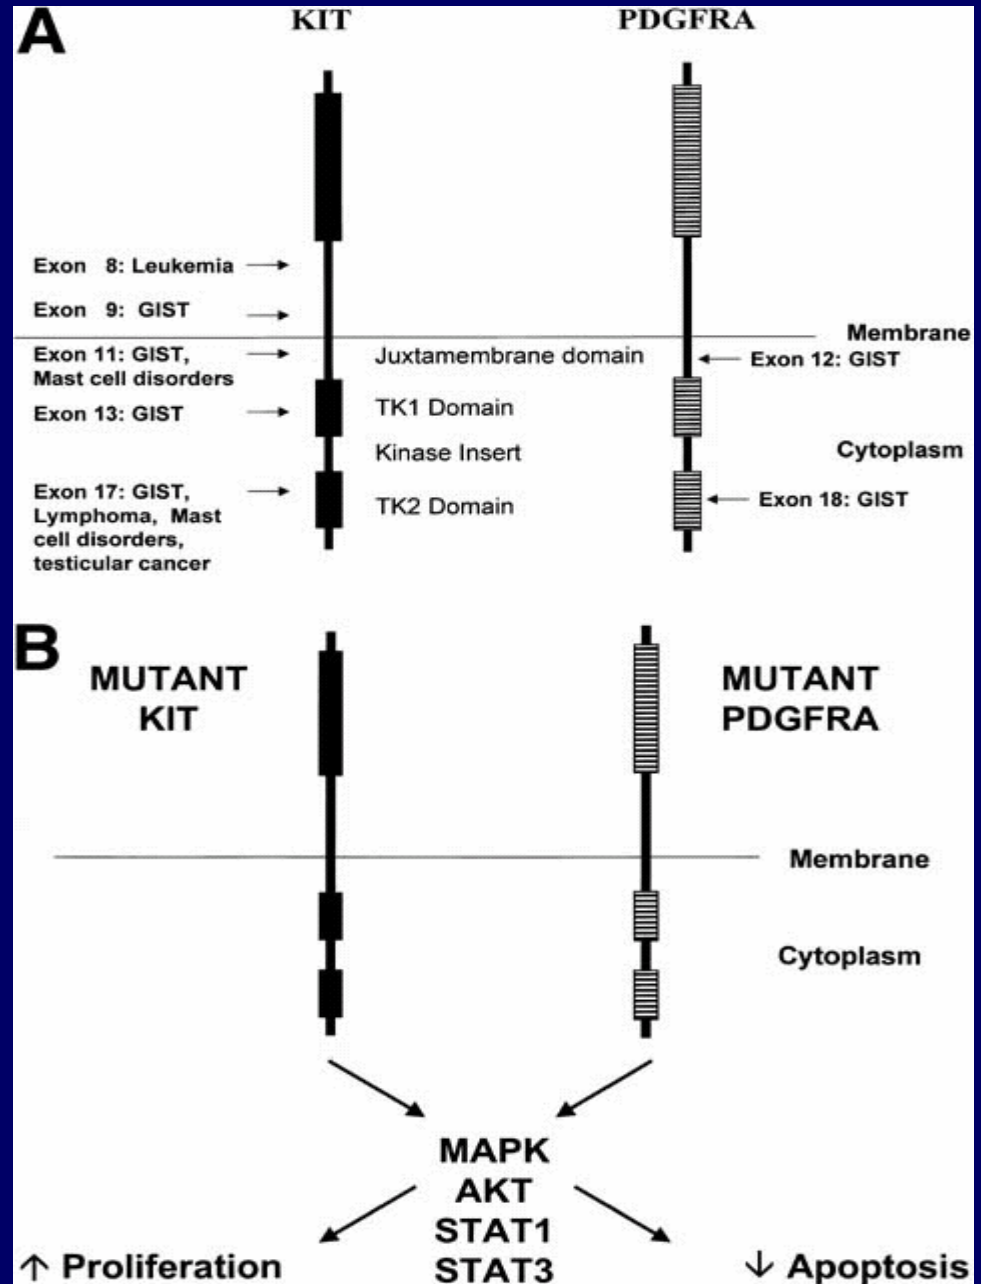 A
KIT
PDGFRA
Exon 8: Leukemia
Exon 9: GIST
Membrane
Exon 11: GIST,
Mast cell disorders
Juxtamembrane domain
Exon 12: GIST
Exon 13: GIST
TK1 Domain
Kinase Insert
Cytoplasm
Exon 17: GIST,
Lymphoma, Mast
cell disorders,
testicular cancer
TK2 Domain
Exon 18: GIST
B
MUTANT
KIT
MUTANT
PDGFRA
Membrane
Cytoplasm
MAPK
AKT
STAT1
STAT3
↑ Proliferation
↓ Apoptosis